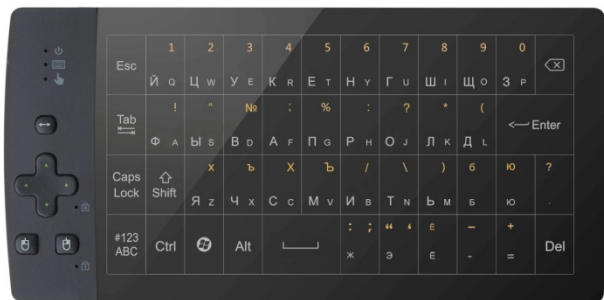 1 2 3 4 5 6 7 8 9 0
Esc Й Q Ц W У E К R Е T Н Y Г U Ш I Щ O З P
! " № ; % : ? * (
Tab Ф A Ы S В D А F П G Р H О J Л K Д L Enter
х ъ Х Ъ / \ ) б ю ?
Caps Lock Shift Я Z Ч X С C М V И B Т N Ь M Б Ю .
: ; “ ‘ Ё – +
#123 ABC Ctrl Alt Ж Э Ё - = Del